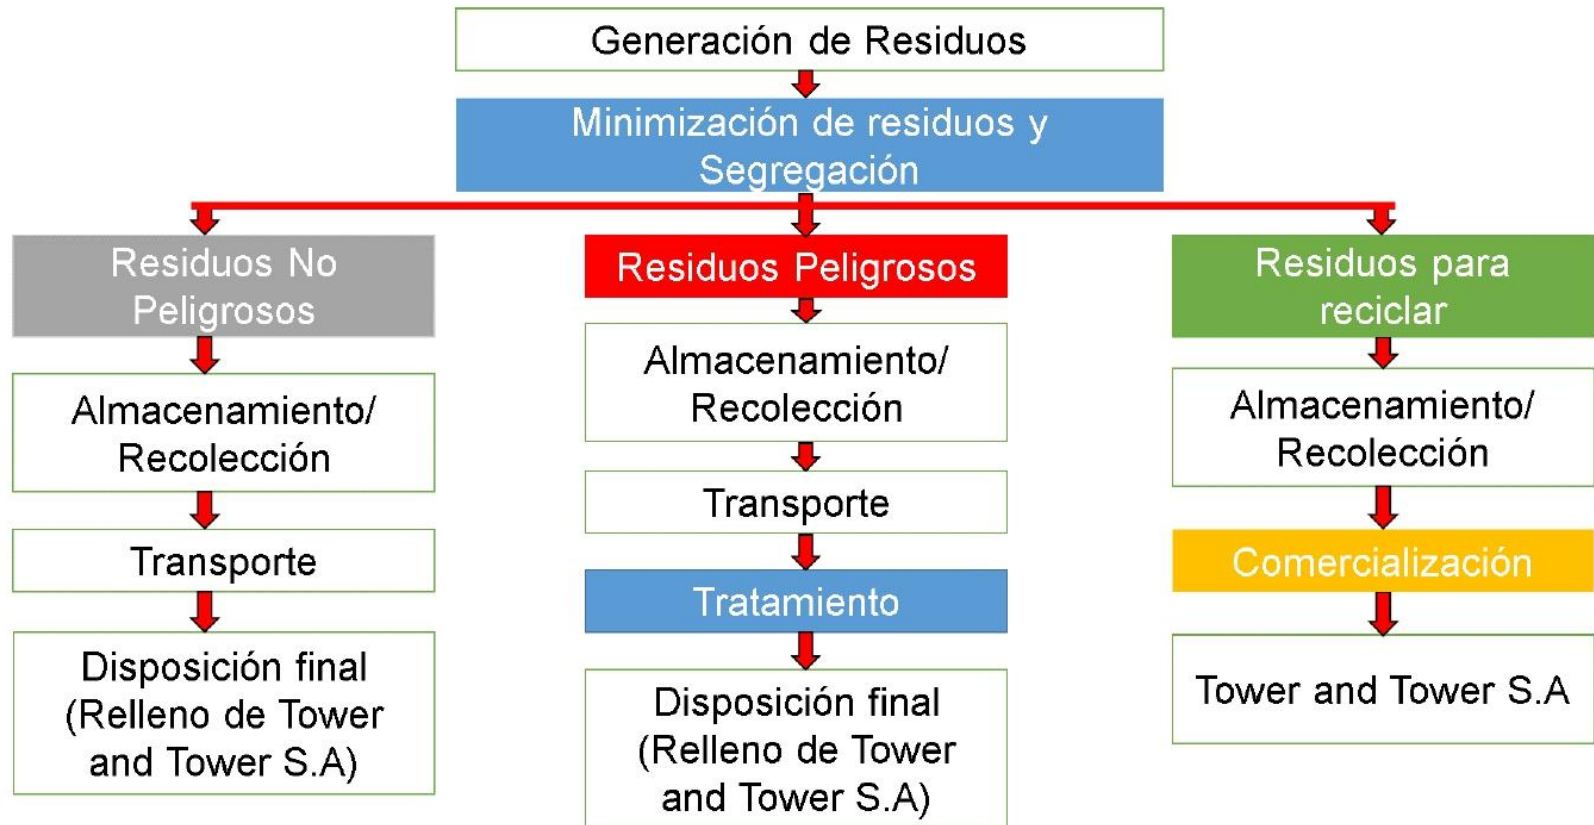 Generación de Residuos
Minimización de residuos y
Segregación
Residuos No
Peligrosos
Almacenamiento/
Recolección
Transporte
Disposición final
(Relleno de Tower
and Tower S.A)
Residuos Peligrosos
Almacenamiento/
Recolección
Transporte
Tratamiento
Disposición final
(Relleno de Tower
and Tower S.A)
Residuos para
reciclar
Almacenamiento/
Recolección
Comercialización
Tower and Tower S.A